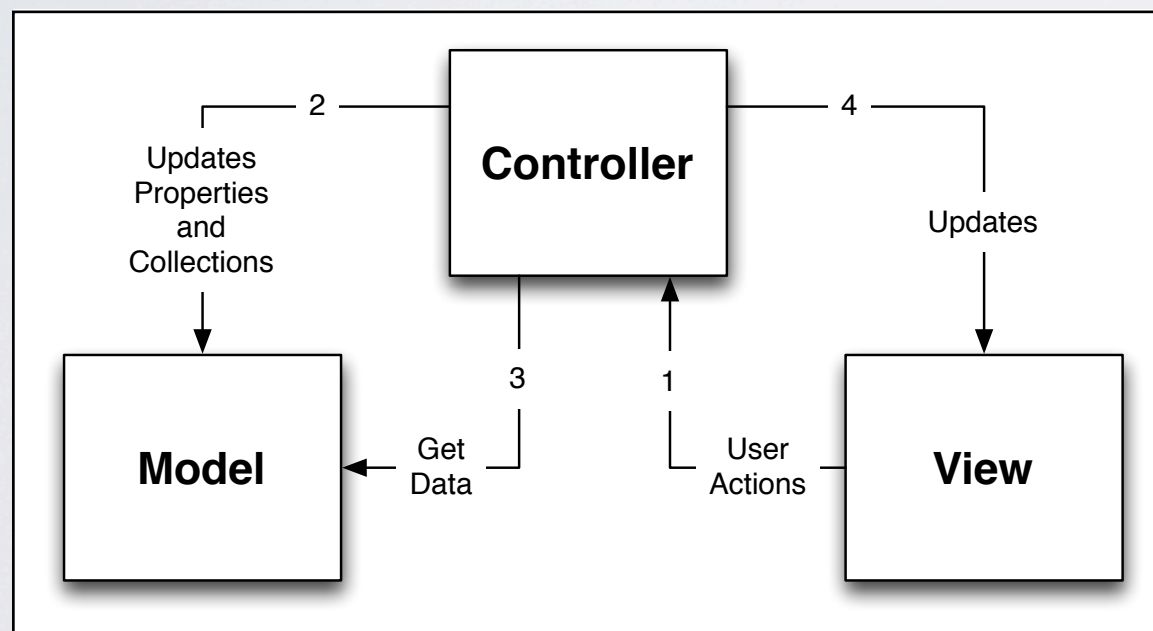 2
4
Controller
Updates
Properties
and
Collections
Updates
3
1
Model
Get
Data
User
Actions
View